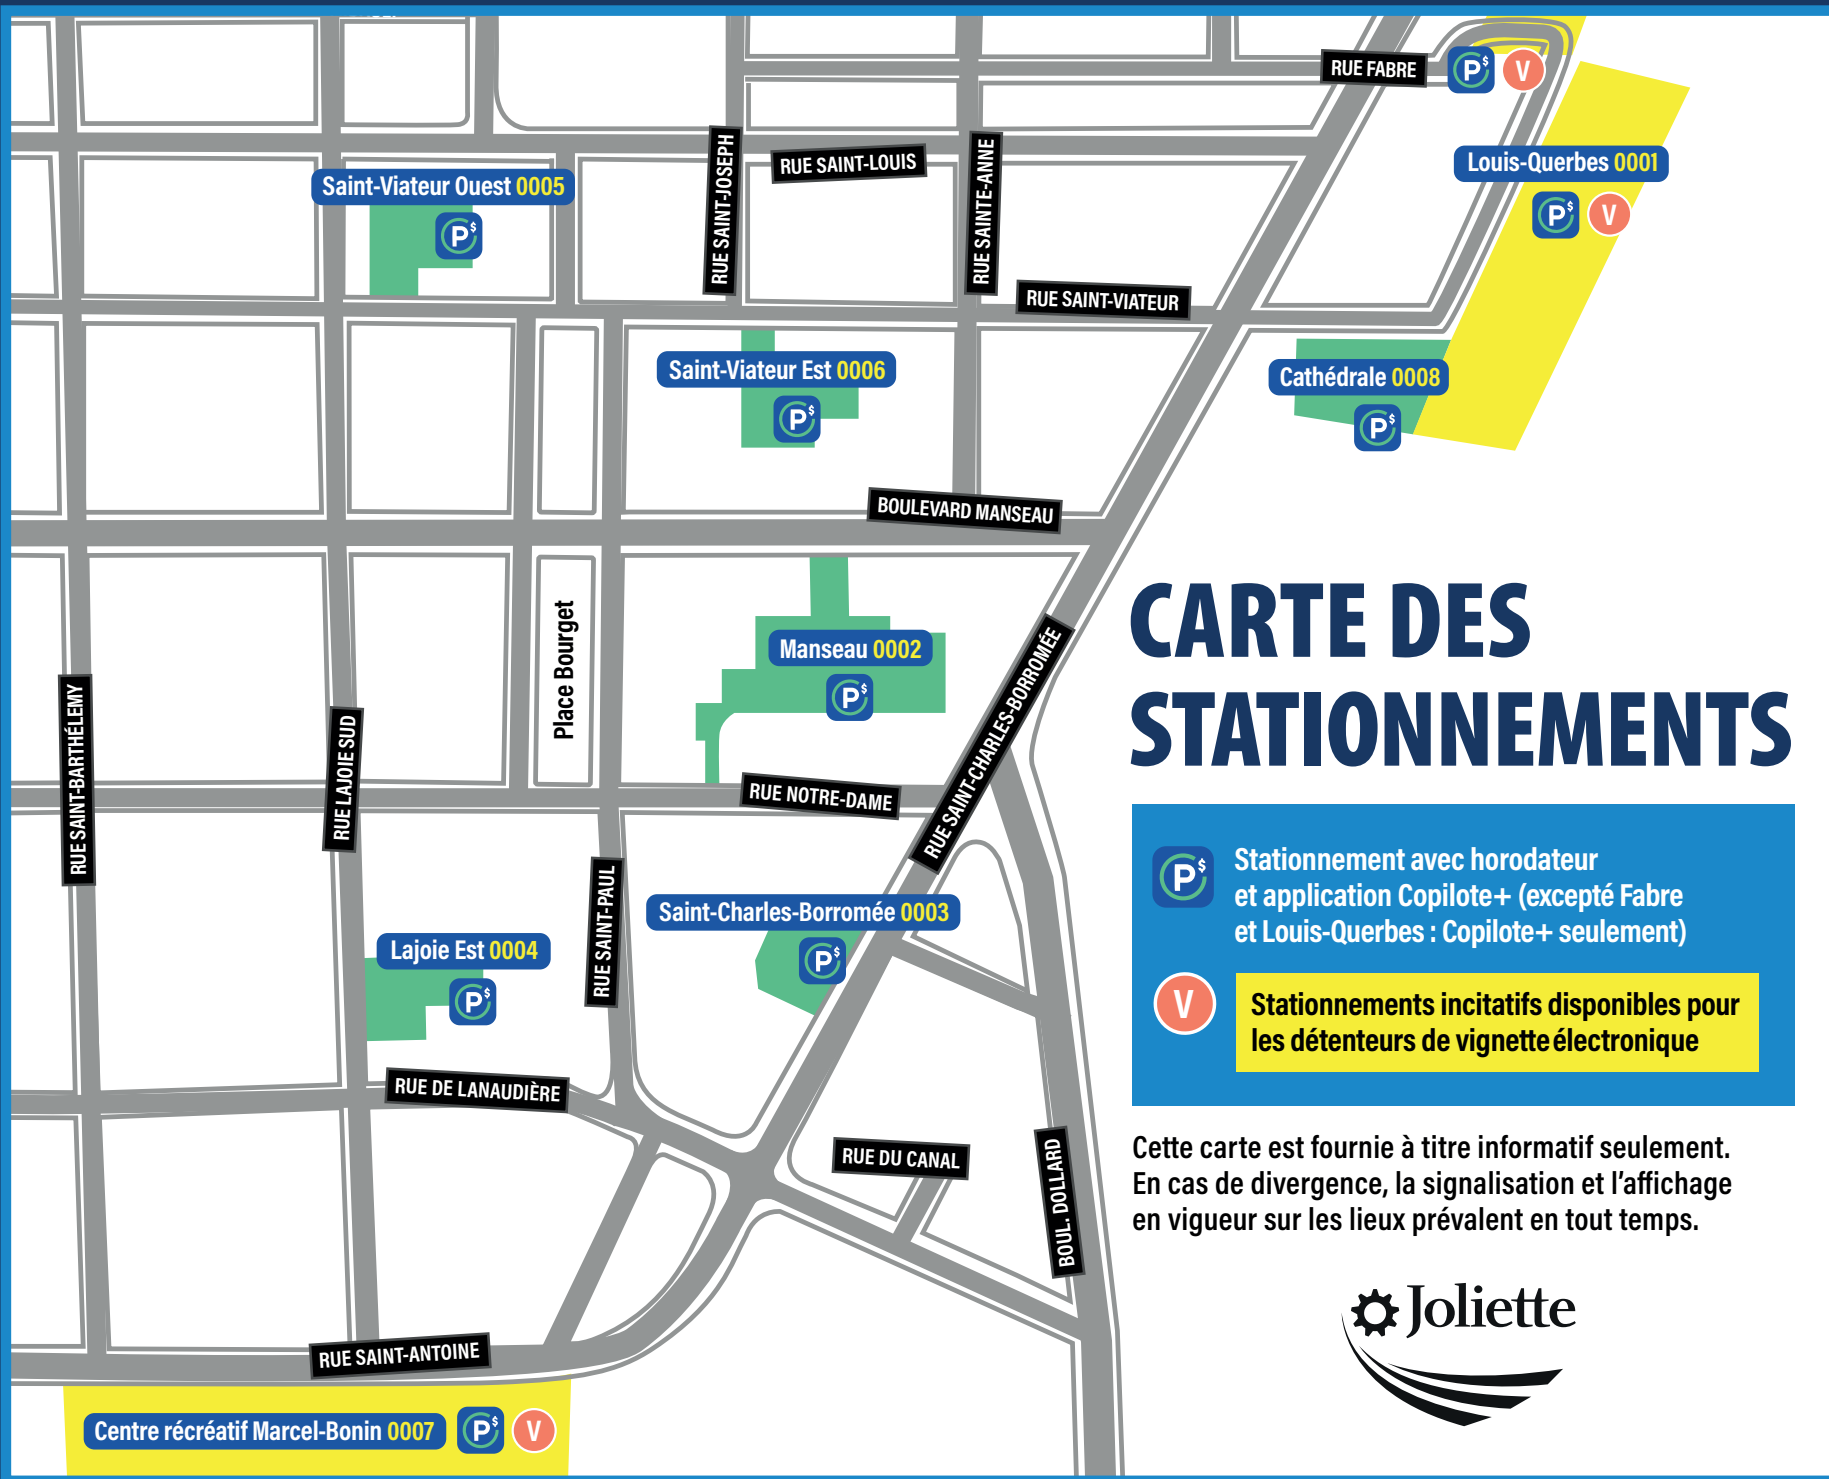 RUE FABRE
P$
V
RUE SAINT-JOSEPH
RUE SAINT-LOUIS
RUE SAINTE-ANNE
Louis-Querbes 0001
P$
V
Saint-Viateur Ouest 0005
P$
RUE SAINT-VIATEUR
Saint-Viateur Est 0006
P$
Cathédrale 0008
P$
BOULEVARD MANSEAU
CARTE DES
STATIONNEMENTS
Place Bourget
Manseau 0002
P$
RUE SAINT-CHARLES-BORROMÉE
RUE SAINT-BARTHÉLEMY
RUE LAJOIE SUD
RUE NOTRE-DAME
P$
Stationnement avec horodateur
et application Copilote+ (excepté Fabre
et Louis-Querbes : Copilote+ seulement)
V
Stationnements incitatifs disponibles pour
les détenteurs de vignette électronique
RUE SAINT-PAUL
Saint-Charles-Borromée 0003
P$
Lajoie Est 0004
P$
RUE DE LANAUDIÈRE
RUE DU CANAL
BOUL. DOLLARD
Cette carte est fournie à titre informatif seulement.
En cas de divergence, la signalisation et l'affichage
en vigueur sur les lieux prévalent en tout temps.
Joliette
RUE SAINT-ANTOINE
Centre récréatif Marcel-Bonin 0007
P$
V